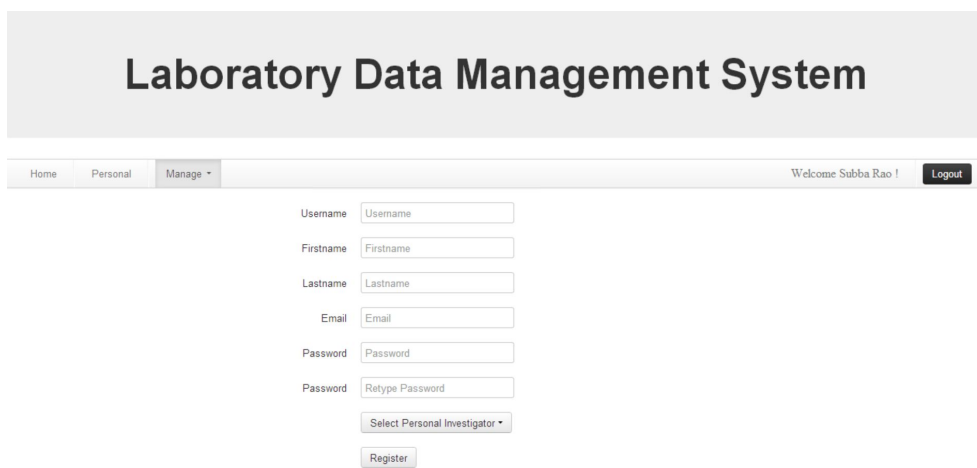 Laboratory Data Management System
Home Personal Manage Welcome Subba Rao ! Logout
Username Username
Firstname Firstname
Lastname Lastname
Email Email
Password Password
Password Retype Password
Select Personal Investigator
Register